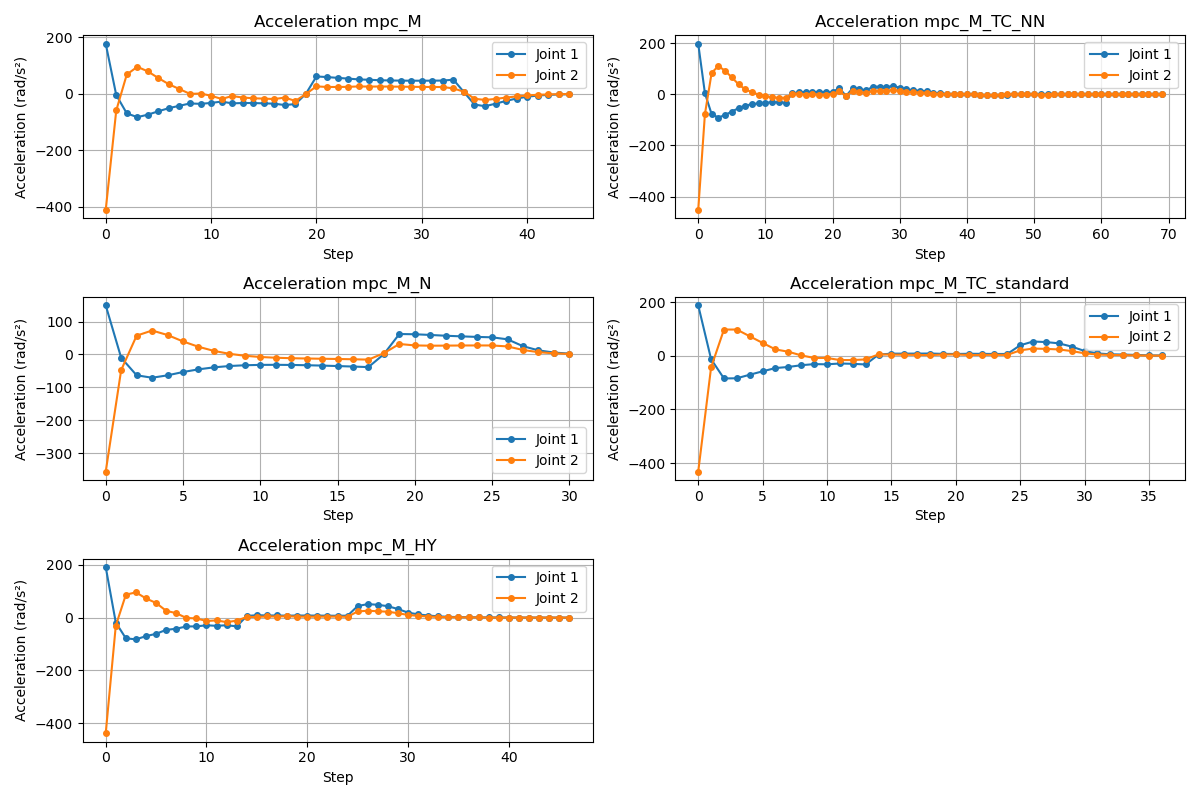 Acceleration mpc_M
200
0
−200
−400
Acceleration (rad/s²)
0 10 20 30 40
Step
Joint 1
Joint 2
Acceleration mpc_M_TC_NN
200
0
−200
−400
Acceleration (rad/s²)
0 10 20 30 40 50 60 70
Step
Joint 1
Joint 2
Acceleration mpc_M_N
100
0
−100
−200
−300
Acceleration (rad/s²)
0 5 10 15 20 25 30
Step
Joint 1
Joint 2
Acceleration mpc_M_TC_standard
200
0
−200
−400
Acceleration (rad/s²)
0 5 10 15 20 25 30 35
Step
Joint 1
Joint 2
Acceleration mpc_M_HY
200
0
−200
−400
Acceleration (rad/s²)
0 10 20 30 40
Step
Joint 1
Joint 2